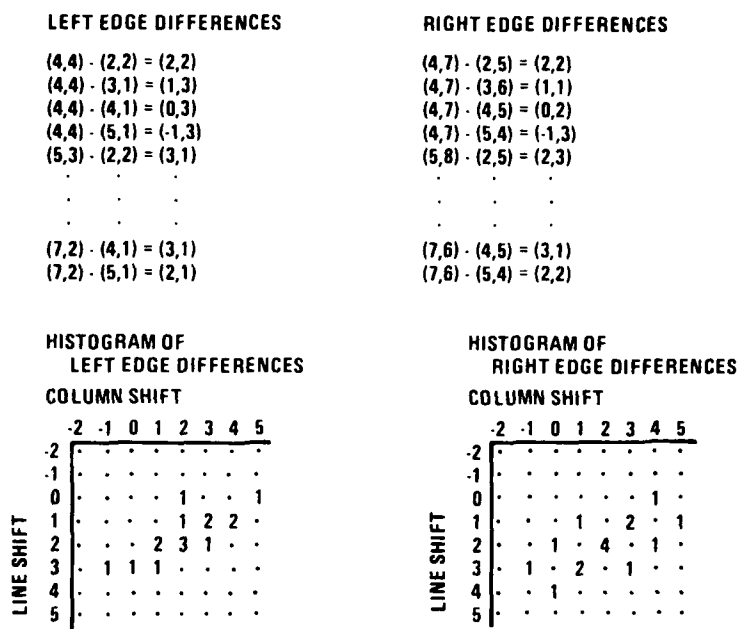 LEFT EDGE DIFFERENCES
(4,4) - (2,2) = (2,2)
(4,4) - (3,1) = (1,3)
(4,4) - (4,1) = (0,3)
(4,4) - (5,1) = (-1,3)
(5,3) - (2,2) = (3,1)
. . .
. . .
. . .
(7,2) - (4,1) = (3,1)
(7,2) - (5,1) = (2,1)
RIGHT EDGE DIFFERENCES
(4,7) - (2,5) = (2,2)
(4,7) - (3,6) = (1,1)
(4,7) - (4,5) = (0,2)
(4,7) - (5,4) = (-1,3)
(5,8) - (2,5) = (2,3)
. . .
. . .
. . .
(7,6) - (4,5) = (3,1)
(7,6) - (5,4) = (2,2)
HISTOGRAM OF
LEFT EDGE DIFFERENCES
COLUMN SHIFT
-2 -1 0 1 2 3 4 5
-2 . . . . . . . .
-1 . . . . . . . .
0 . . . . 1 . . 1
1 . . . . 1 2 2 .
2 . . . 2 3 1 . .
3 . 1 1 1 . . . .
4 . . . . . . . .
5 . . . . . . . .
LINE SHIFT
HISTOGRAM OF
RIGHT EDGE DIFFERENCES
COLUMN SHIFT
-2 -1 0 1 2 3 4 5
-2 . . . . . . . .
-1 . . . . . . . .
0 . . . . . . 1 .
1 . . . 1 . 2 . 1
2 . . 1 . 4 . 1 .
3 . 1 . 2 . 1 . .
4 . . 1 . . . . .
5 . . . . . . . .
LINE SHIFT